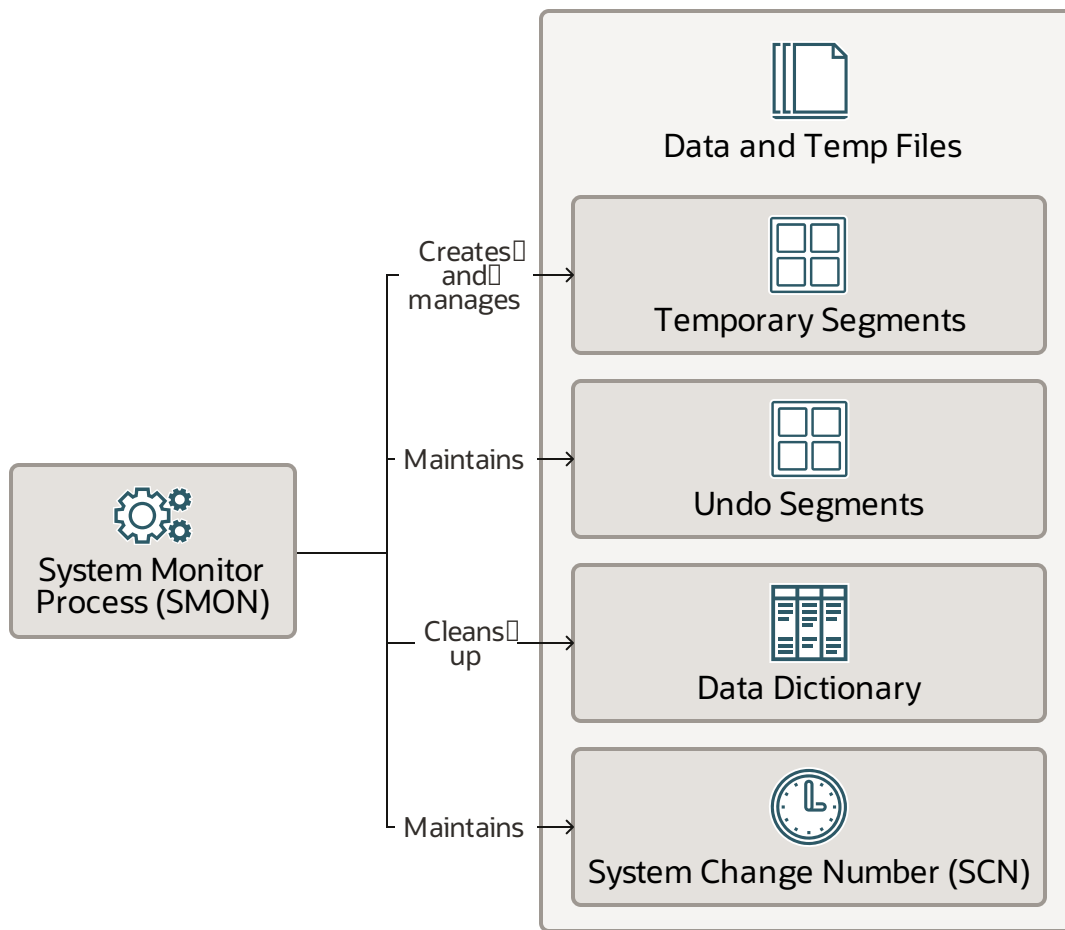 Data and Temp Files
Creates
and
manages
Temporary Segments
Maintains
Undo Segments
System Monitor
Process (SMON)
Cleans
up
Data Dictionary
Maintains
System Change Number (SCN)